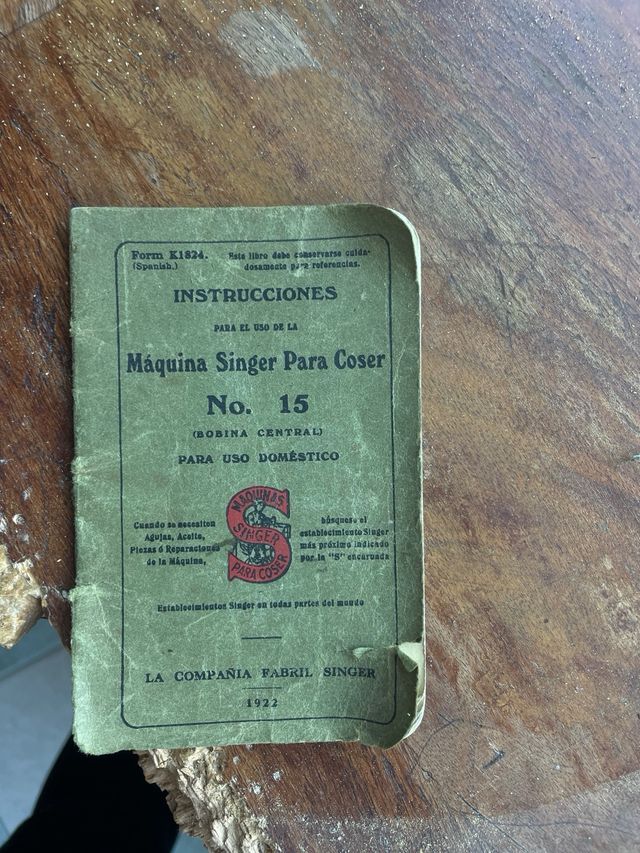 Form K1824.
(Spanish.)
Este libro debe conservarse cuida-
dosamente para referencias.
INSTRUCCIONES
PARA EL USO DE LA
Máquina Singer Para Coser
No. 15
(BOBINA CENTRAL)
PARA USO DOMÉSTICO
Cuando se necesiten
Agujas, Aceite,
Piezas ó Reparaciones
de la Máquina,
MAQUINAS
SINGER
PARA COSER
búsquese el
establecimiento Singer
más próximo indicado
por la "S" encarnada
Establecimientos Singer en todas partes del mundo
LA COMPAÑIA FABRIL SINGER
1922